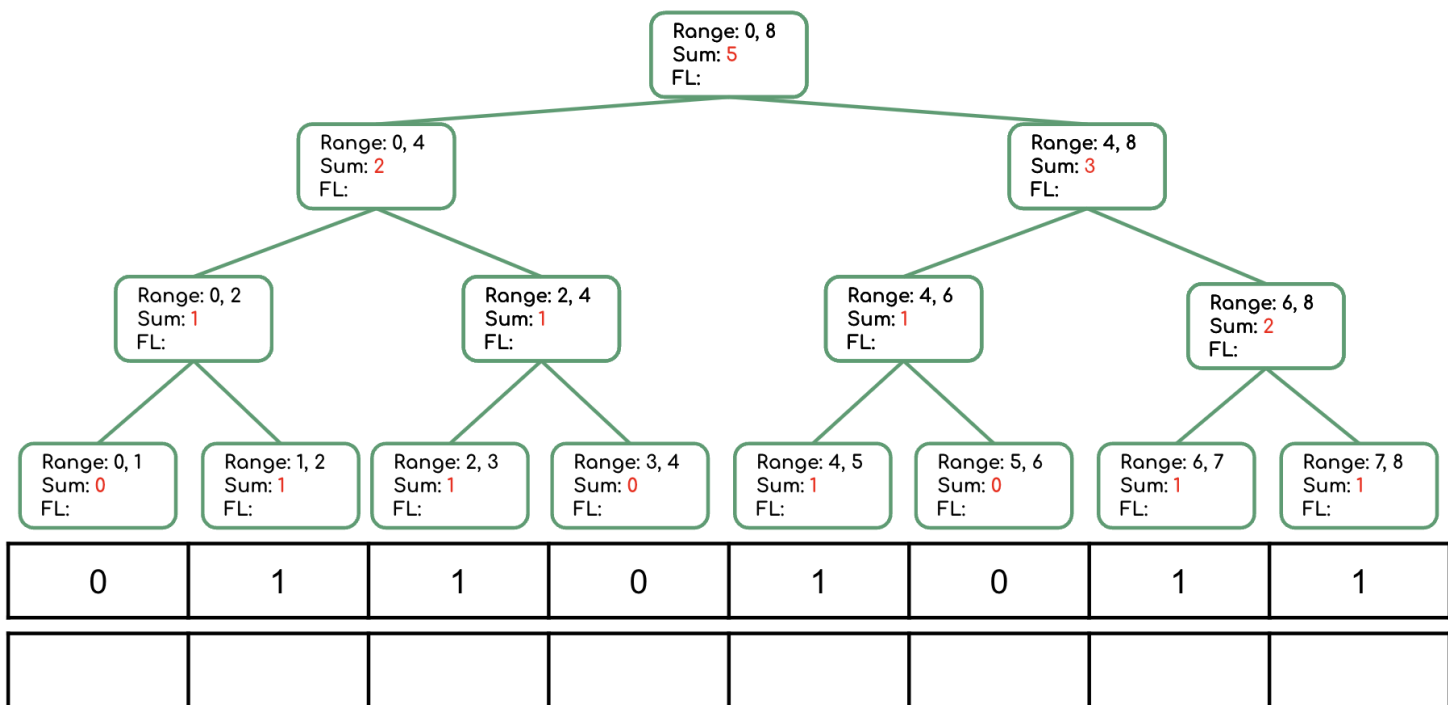 Range: 0, 8
Sum: 5
FL:
Range: 0, 4
Sum: 2
FL:
Range: 4, 8
Sum: 3
FL:
Range: 0, 2
Sum: 1
FL:
Range: 2, 4
Sum: 1
FL:
Range: 4, 6
Sum: 1
FL:
Range: 6, 8
Sum: 2
FL:
Range: 0, 1
Sum: 0
FL:
Range: 1, 2
Sum: 1
FL:
Range: 2, 3
Sum: 1
FL:
Range: 3, 4
Sum: 0
FL:
Range: 4, 5
Sum: 1
FL:
Range: 5, 6
Sum: 0
FL:
Range: 6, 7
Sum: 1
FL:
Range: 7, 8
Sum: 1
FL:
0 1 1 0 1 0 1 1